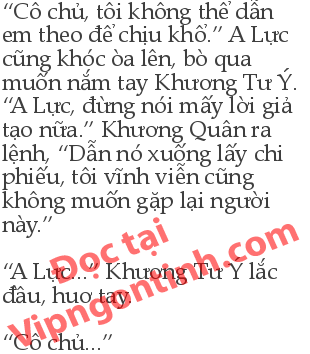 “Cô chủ, tôi không thể dẫn
em theo để chịu khổ.” A Lực
cũng khóc òa lên, bò qua
muốn nắm tay Khương Tư Ý.
“A Lực, đừng nói mấy lời giả
tạo nữa.” Khương Quân ra
lệnh, “Dẫn nó xuống lấy chi
phiếu, tôi vĩnh viễn cũng
không muốn gặp lại người
này.”
Đọc tại
“A Lực...” Khương Tư Ý lắc
đầu, huơ tay.
Vipngontinh.com
“Cô chủ...”